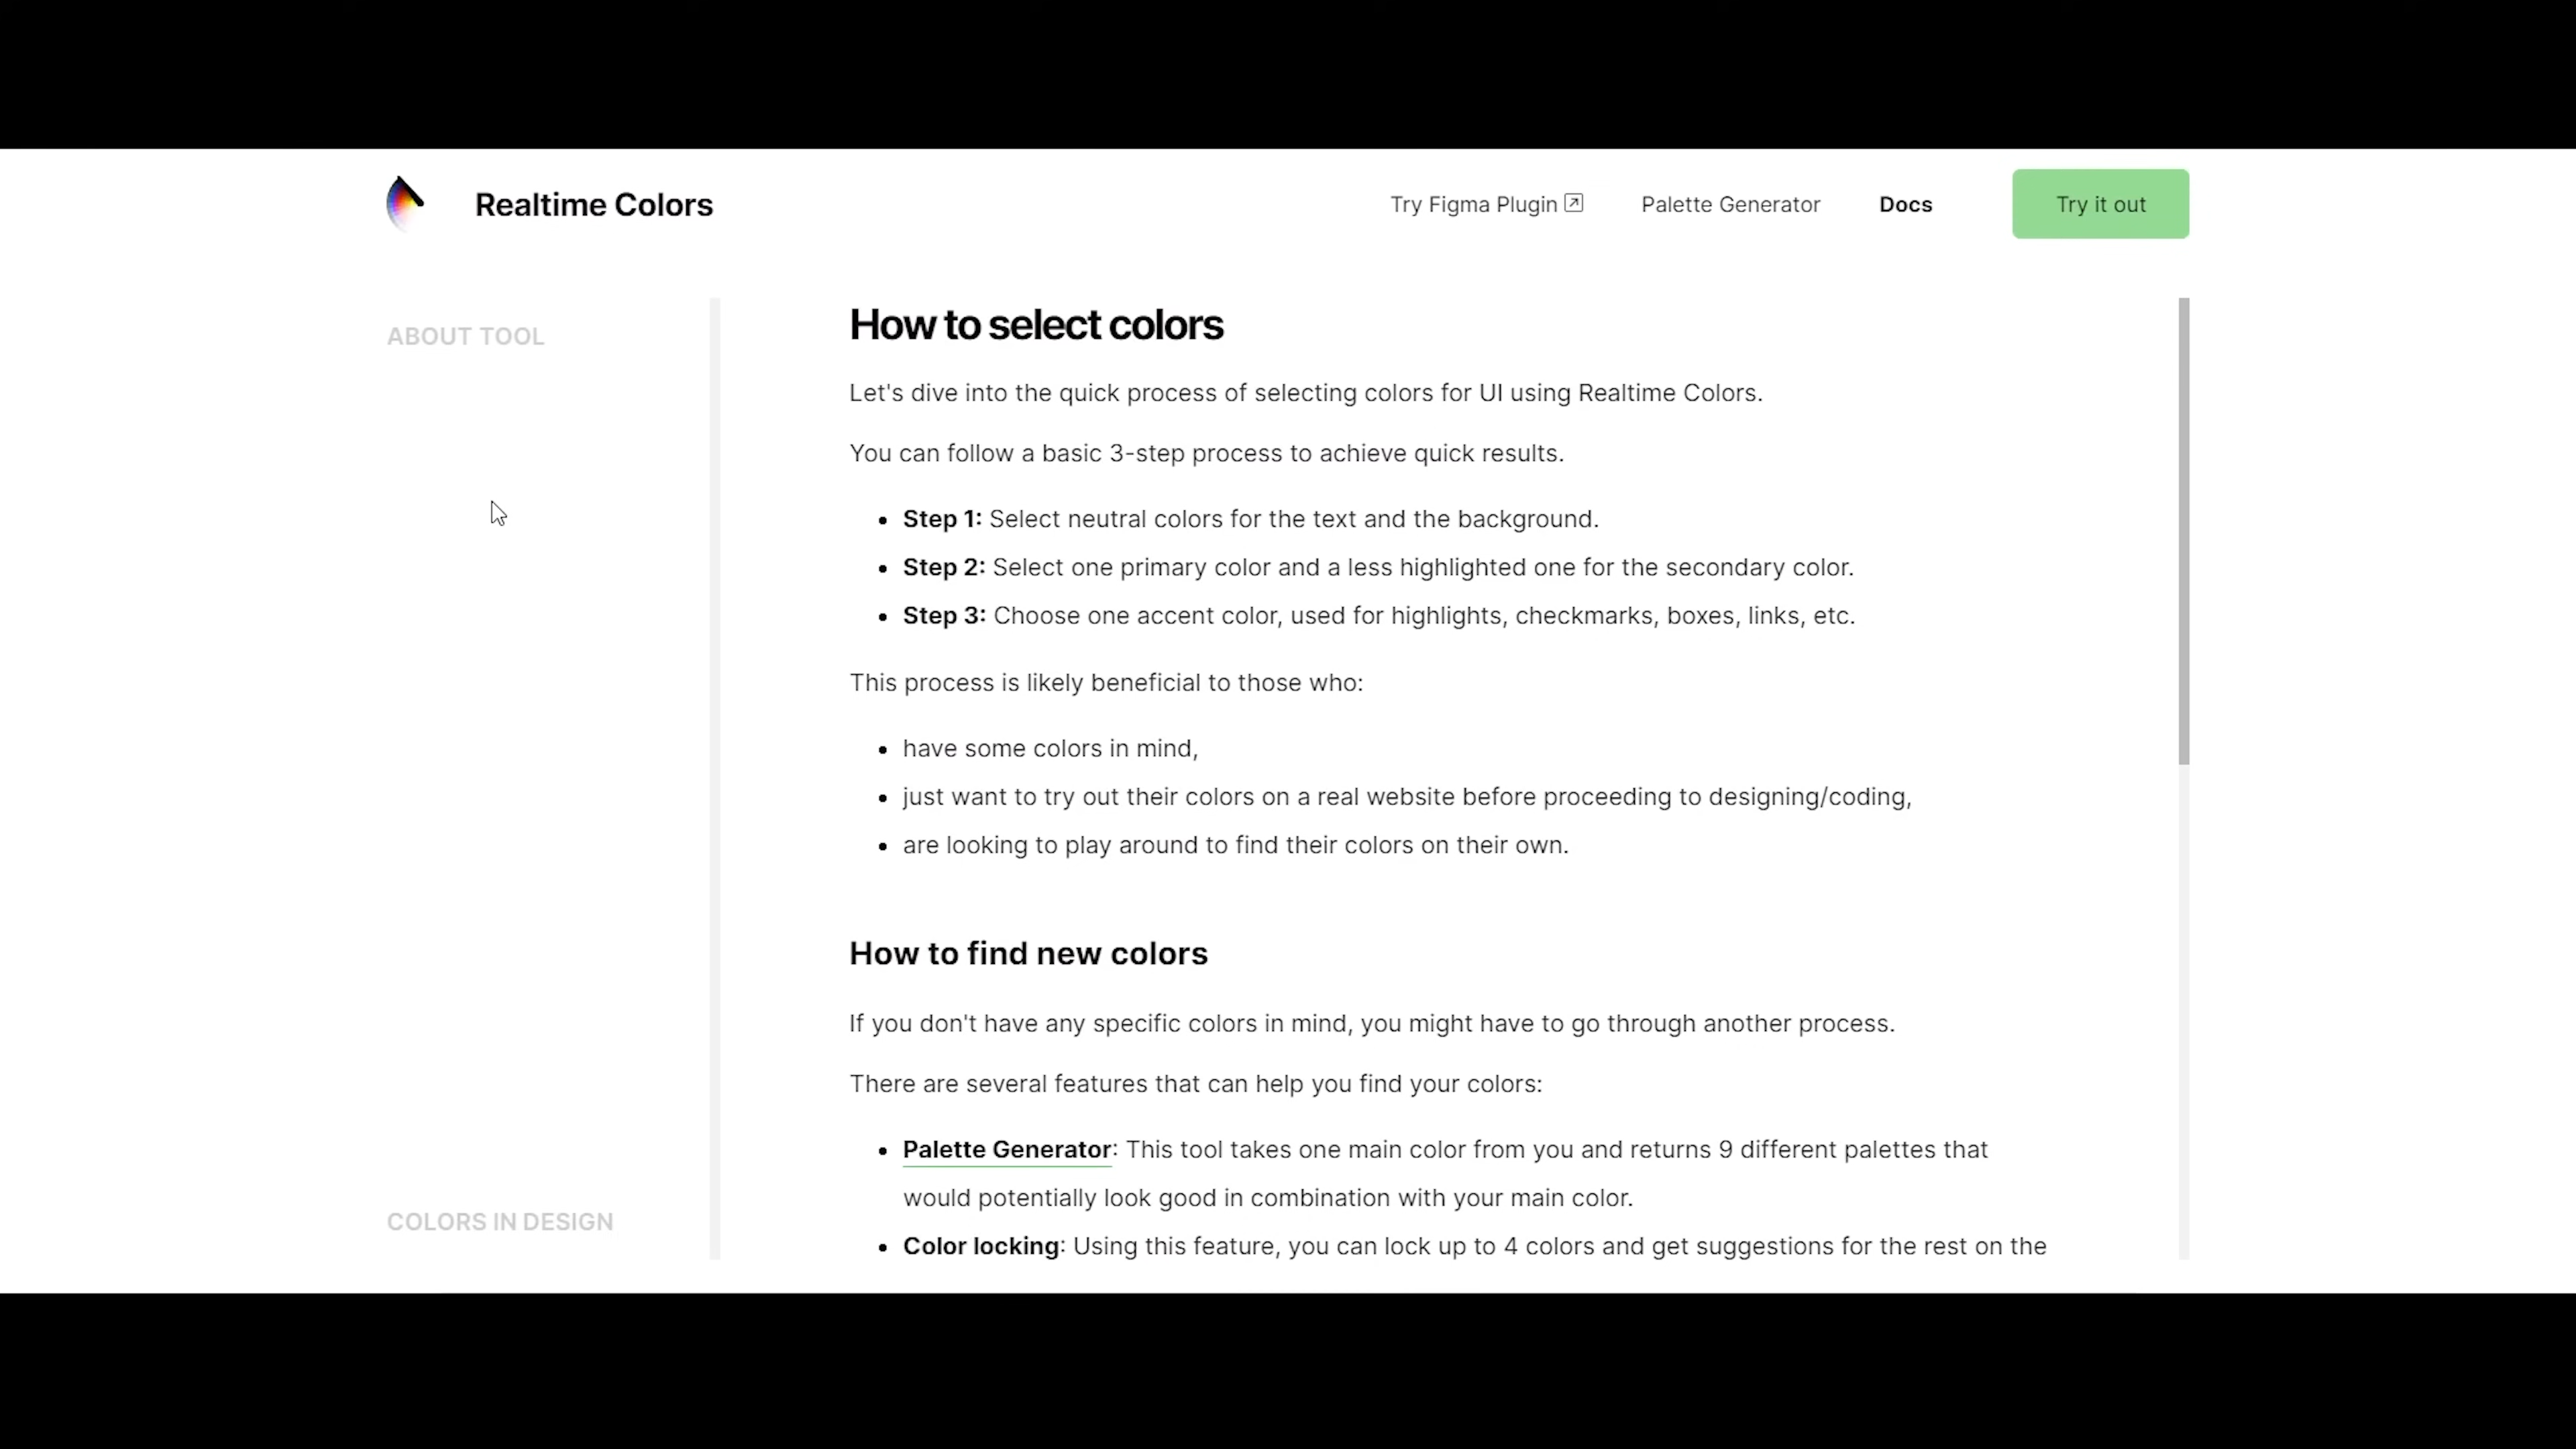 Realtime Colors
Try Figma Plugin
Palette Generator
Docs
Try it out
ABOUT TOOL
COLORS IN DESIGN
How to select colors
Let's dive into the quick process of selecting colors for UI using Realtime Colors.
You can follow a basic 3-step process to achieve quick results.
Step 1: Select neutral colors for the text and the background.
Step 2: Select one primary color and a less highlighted one for the secondary color.
Step 3: Choose one accent color, used for highlights, checkmarks, boxes, links, etc.
This process is likely beneficial to those who:
have some colors in mind,
just want to try out their colors on a real website before proceeding to designing/coding,
are looking to play around to find their colors on their own.
How to find new colors
If you don't have any specific colors in mind, you might have to go through another process.
There are several features that can help you find your colors:
Palette Generator: This tool takes one main color from you and returns 9 different palettes that
would potentially look good in combination with your main color.
Color locking: Using this feature, you can lock up to 4 colors and get suggestions for the rest on the